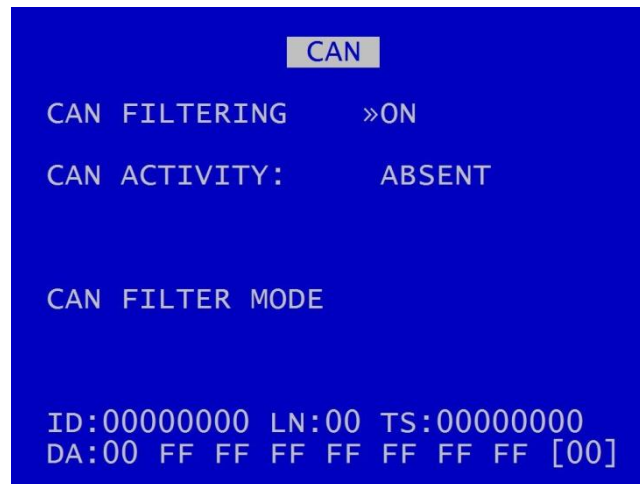 CAN
CAN FILTERING »ON
CAN ACTIVITY: ABSENT
CAN FILTER MODE
ID:00000000 LN:00 TS:00000000
DA:00 FF FF FF FF FF FF FF [00]